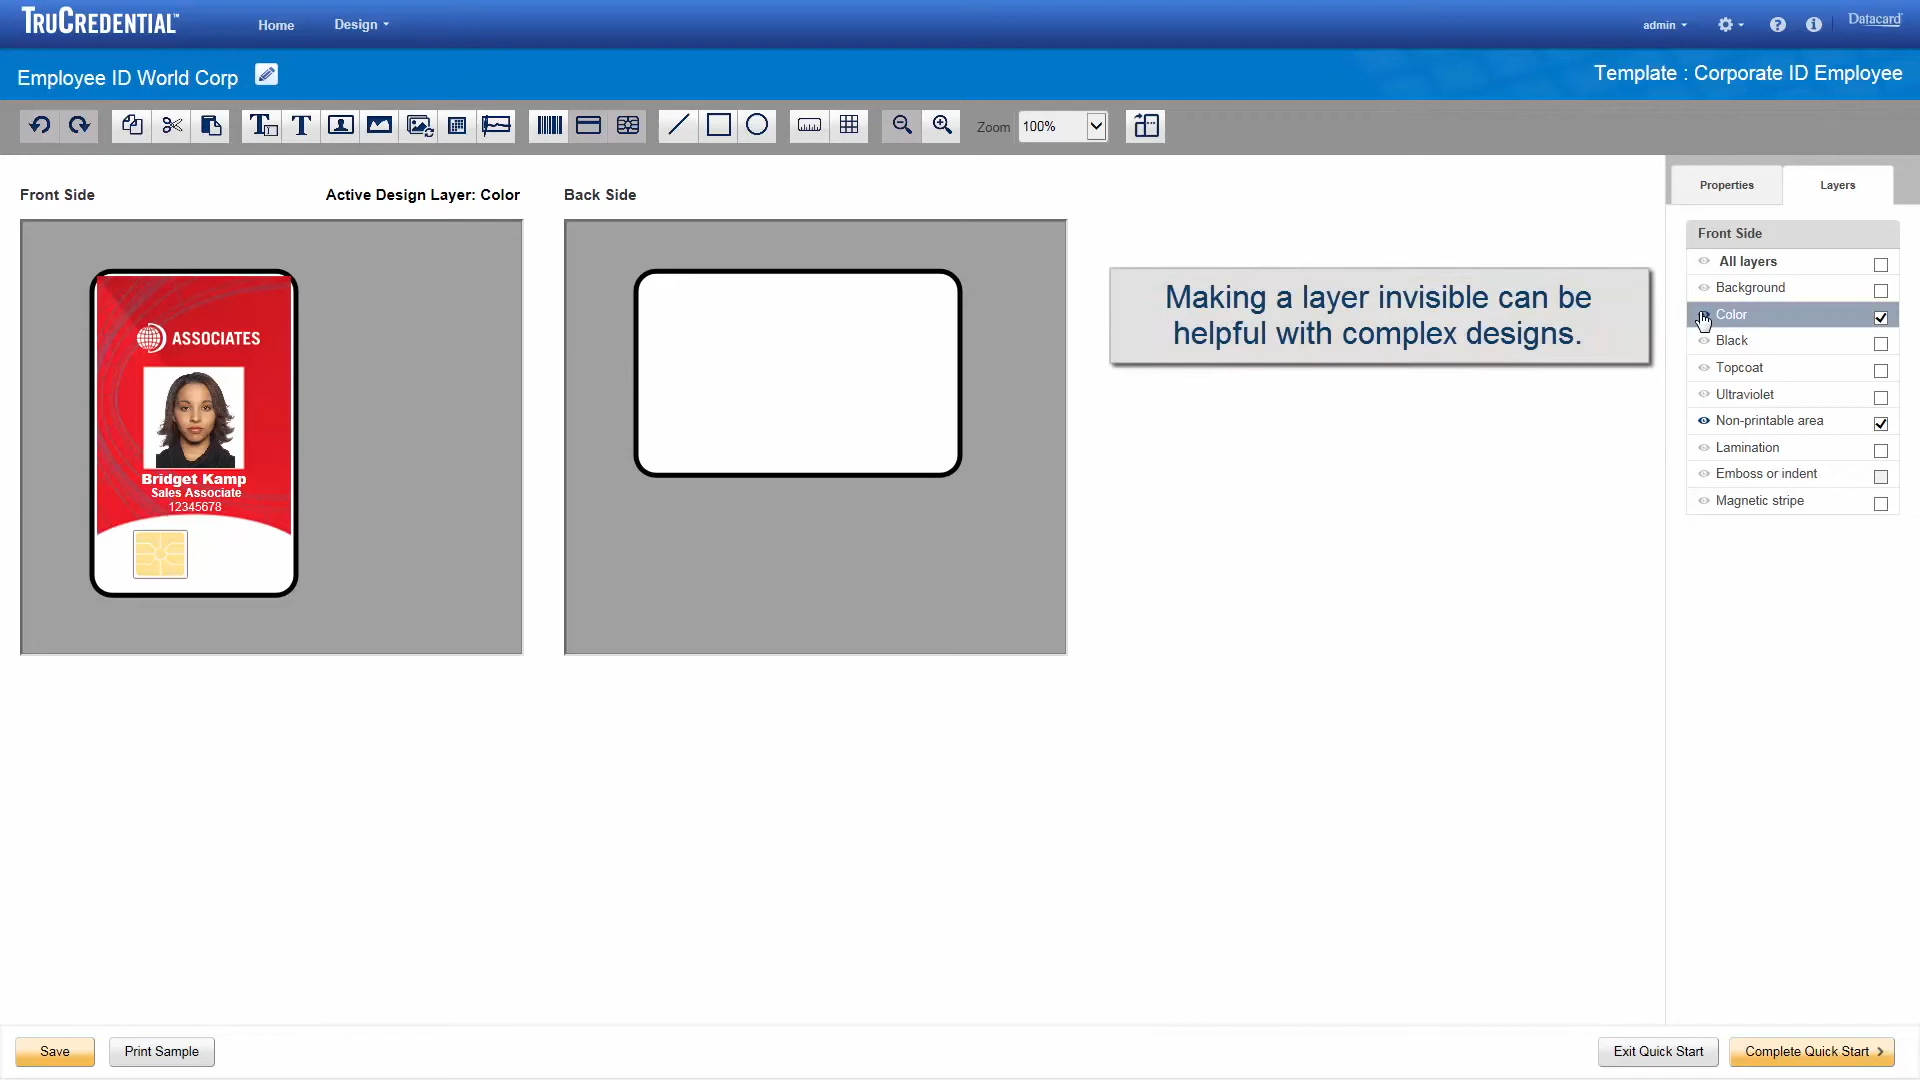 TRUCREDENTIAL™
Home
Design
admin
Datacard
Employee ID World Corp
Template : Corporate ID Employee
Zoom
100%
Front Side
Active Design Layer: Color
Back Side
Properties
Layers
Front Side
All layers
Background
Color
Black
Topcoat
Ultraviolet
Non-printable area
Lamination
Emboss or indent
Magnetic stripe
Making a layer invisible can be
helpful with complex designs.
ASSOCIATES
Bridget Kamp
Sales Associate
12345678
Save
Print Sample
Exit Quick Start
Complete Quick Start